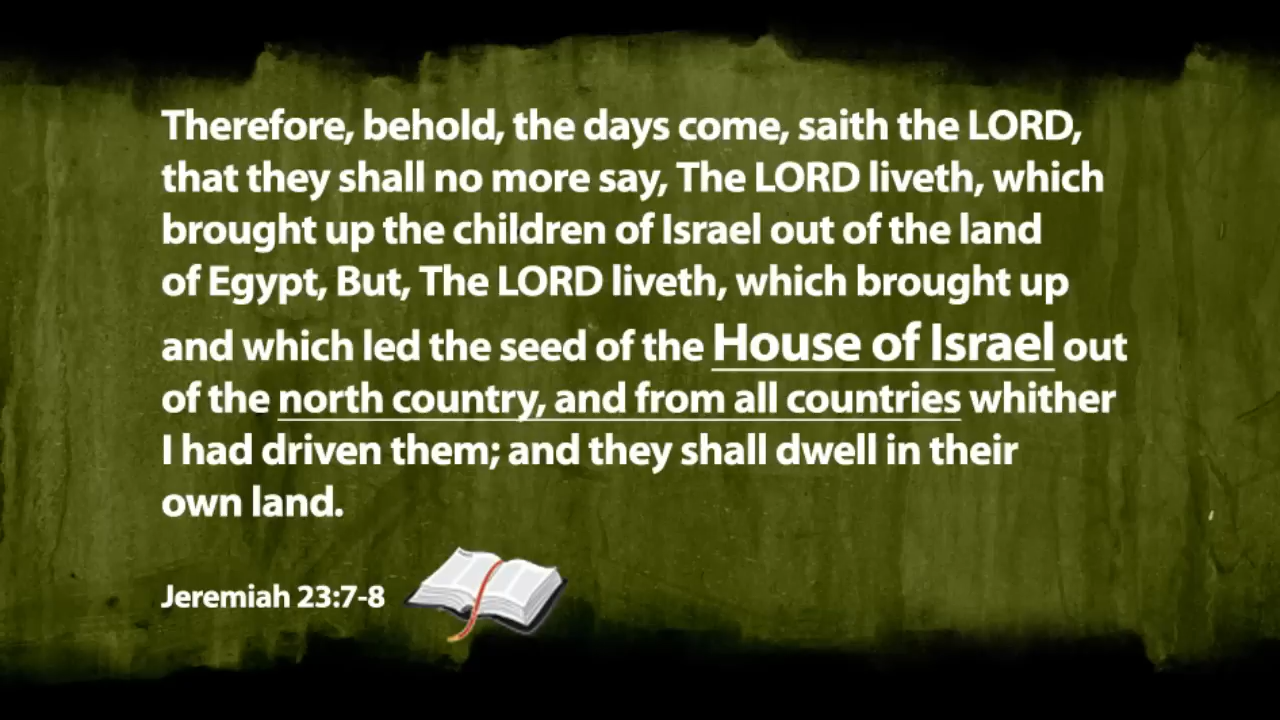 Therefore, behold, the days come, saith the LORD,
that they shall no more say, The LORD liveth, which
brought up the children of Israel out of the land
of Egypt, But, The LORD liveth, which brought up
and which led the seed of the House of Israel out
of the north country, and from all countries whither
I had driven them; and they shall dwell in their
own land.
Jeremiah 23:7-8